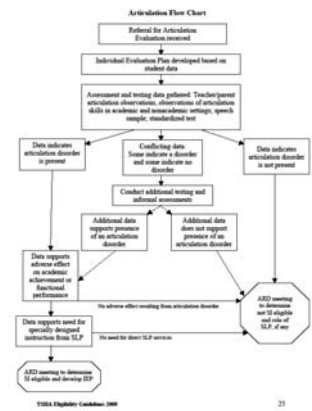 Articulation Flow Chart
Referral for Articulation
Evaluation received
Individual Evaluation Plan developed based on
student data
Assessment and testing data gathered. Teacher/parent
articulation observations, observations of articulation
skills in academic and nonacademic settings, speech
sample, standardized test
Data indicates
articulation disorder
is present
Conflicting data
Some indicate a disorder
and some indicate no
disorder
Data indicates
articulation disorder
is not present
Conduct additional testing and
informal assessments
Additional data
supports presence
of an articulation
disorder
Additional data
does not support
presence of an
articulation disorder
Data supports
adverse effect
on academic
achievement or
functional
performance
No adverse effect resulting from articulation disorder
ARD meeting
to determine
not SI eligible
and role of
SLP, if any
Data supports need for
specially designed
instruction from SLP
No need for direct SLP services
ARD meeting to determine
SI eligible and develop IEP
TSHA Eligibility Guidelines 2009
25